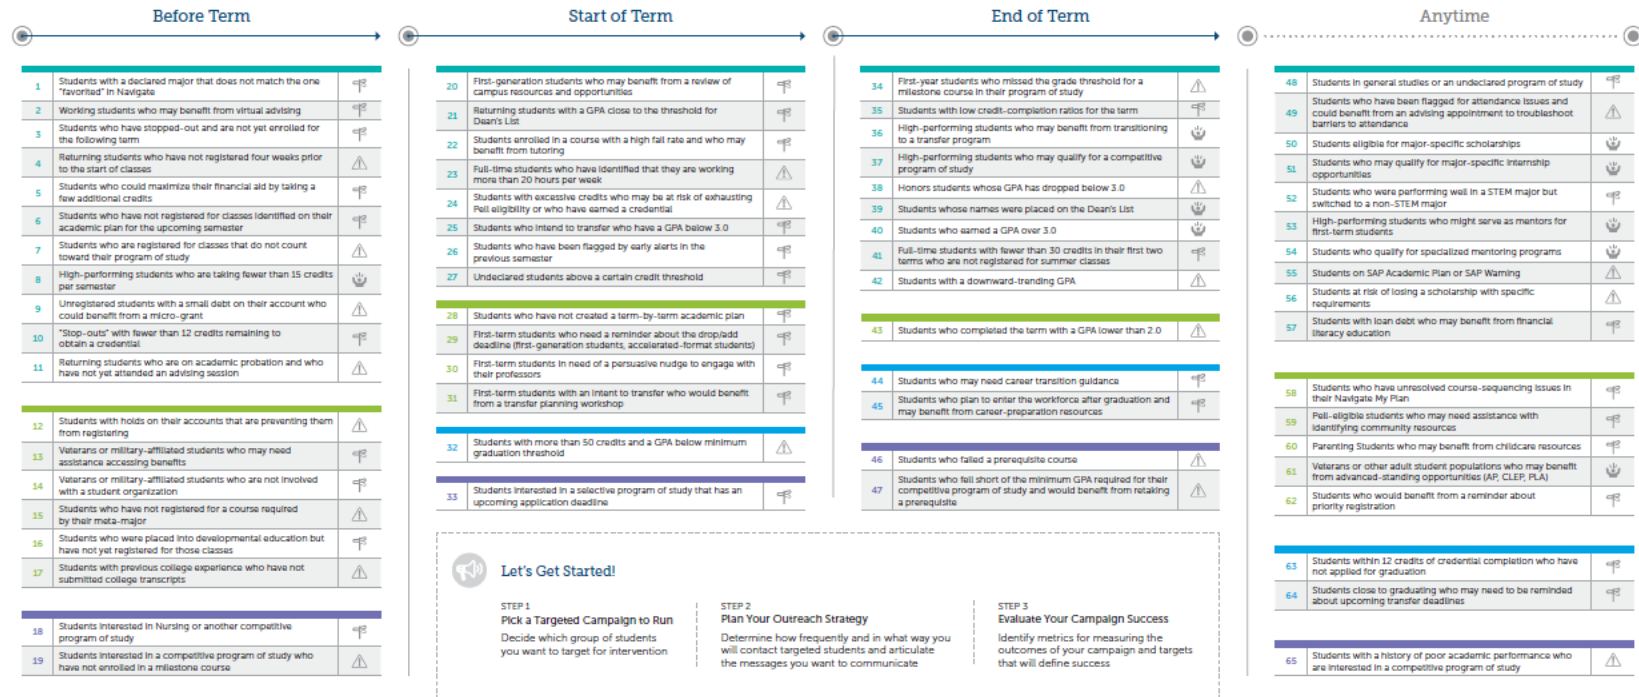 Before Term
1 Students with a declared major that does not match the one
"favorited" in Navigate
2 Working students who may benefit from virtual advising
3 Students who have stopped-out and are not yet enrolled for
the following term
4 Returning students who have not registered four weeks prior
to the start of classes
5 Students who could maximize their financial aid by taking a
few additional credits
6 Students who have not registered for classes identified on their
academic plan for the upcoming semester
7 Students who are registered for classes that do not count
toward their program of study
8 High-performing students who are taking fewer than 15 credits
per semester
9 Unregistered students with a small debt on their account who
could benefit from a micro-grant
10 "Stop-outs" with fewer than 12 credits remaining to
obtain a credential
11 Returning students who are on academic probation and who
have not yet attended an advising session
12 Students with holds on their accounts that are preventing them
from registering
13 Veterans or military-affiliated students who may need
assistance accessing benefits
14 Veterans or military-affiliated students who are not involved
with a student organization
15 Students who have not registered for a course required
by their meta-major
16 Students who were placed into developmental education but
have not yet registered for those classes
17 Students with previous college experience who have not
submitted college transcripts
18 Students interested in Nursing or another competitive
program of study
19 Students interested in a competitive program of study who
have not enrolled in a milestone course
Start of Term
20 First-generation students who may benefit from a review of
campus resources and opportunities
21 Returning students with a GPA close to the threshold for
Dean's List
22 Students enrolled in a course with a high fail rate and who may
benefit from tutoring
23 Full-time students who have identified that they are working
more than 20 hours per week
24 Students with excessive credits who may be at risk of exhausting
Pell eligibility or who have earned a credential
25 Students who intend to transfer who have a GPA below 3.0
26 Students who have been flagged by early alerts in the
previous semester
27 Undeclared students above a certain credit threshold
28 Students who have not created a term-by-term academic plan
29 First-term students who need a reminder about the drop/add
deadline (first-generation students, accelerated-format students)
30 First-term students in need of a persuasive nudge to engage with
their professors
31 First-term students with an intent to transfer who would benefit
from a transfer planning workshop
32 Students with more than 50 credits and a GPA below minimum
graduation threshold
33 Students interested in a selective program of study that has an
upcoming application deadline
End of Term
34 First-year students who missed the grade threshold for a
milestone course in their program of study
35 Students with low credit-completion ratios for the term
36 High-performing students who may benefit from transitioning
to a transfer program
37 High-performing students who may qualify for a competitive
program of study
38 Honors students whose GPA has dropped below 3.0
39 Students whose names were placed on the Dean's List
40 Students who earned a GPA over 3.0
41 Full-time students with fewer than 30 credits in their first two
terms who are not registered for summer classes
42 Students with a downward-trending GPA
43 Students who completed the term with a GPA lower than 2.0
44 Students who may need career transition guidance
45 Students who plan to enter the workforce after graduation and
may benefit from career-preparation resources
46 Students who failed a prerequisite course
47 Students who fell short of the minimum GPA required for their
competitive program of study and would benefit from retaking
a prerequisite
Anytime
48 Students in general studies or an undeclared program of study
49 Students who have been flagged for attendance issues and
could benefit from an advising appointment to troubleshoot
barriers to attendance
50 Students eligible for major-specific scholarships
51 Students who may qualify for major-specific internship
opportunities
52 Students who were performing well in a STEM major but
switched to a non-STEM major
53 High-performing students who might serve as mentors for
first-term students
54 Students who qualify for specialized mentoring programs
55 Students on SAP Academic Plan or SAP Warning
56 Students at risk of losing a scholarship with specific
requirements
57 Students with loan debt who may benefit from financial
literacy education
58 Students who have unresolved course-sequencing issues in
their Navigate My Plan
59 Pell-eligible students who may need assistance with
identifying community resources
60 Parenting Students who may benefit from childcare resources
61 Veterans or other adult student populations who may benefit
from advanced-standing opportunities (AP, CLEP, PLA)
62 Students who would benefit from a reminder about
priority registration
63 Students within 12 credits of credential completion who have
not applied for graduation
64 Students close to graduating who may need to be reminded
about upcoming transfer deadlines
65 Students with a history of poor academic performance who
are interested in a competitive program of study
Let's Get Started!
STEP 1
Pick a Targeted Campaign to Run
Decide which group of students
you want to target for intervention
STEP 2
Plan Your Outreach Strategy
Determine how frequently and in what way you
will contact targeted students and articulate
the messages you want to communicate
STEP 3
Evaluate Your Campaign Success
Identify metrics for measuring the
outcomes of your campaign and targets
that will define success